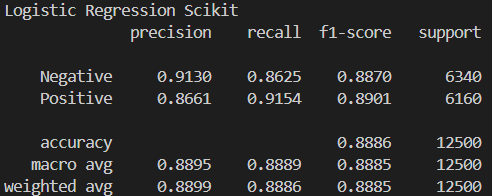 Logistic Regression Scikit
precision recall f1-score support
Negative 0.9130 0.8625 0.8870 6340
Positive 0.8661 0.9154 0.8901 6160
accuracy 0.8886 12500
macro avg 0.8895 0.8889 0.8885 12500
weighted avg 0.8899 0.8886 0.8885 12500